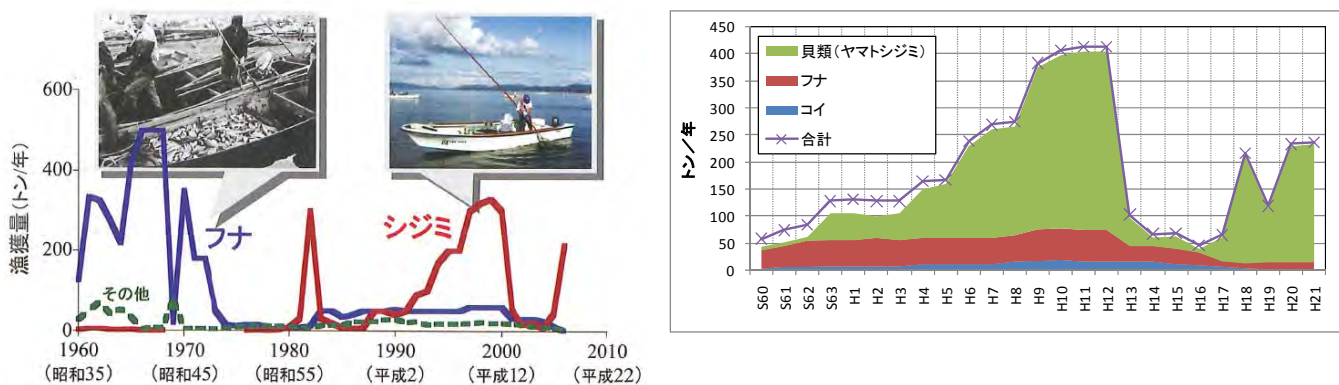 漁獲量(トン/年)
600
400
200
0
フナ
シジミ
その他
1960
(昭和35)
1970
(昭和45)
1980
(昭和55)
1990
(平成2)
2000
(平成12)
2010
(平成22)
トン/年
450
400
350
300
250
200
150
100
50
0
貝類(ヤマトシジミ)
フナ
コイ
合計
S60
S61
S62
S63
H1
H2
H3
H4
H5
H6
H7
H8
H9
H10
H11
H12
H13
H14
H15
H16
H17
H18
H19
H20
H21